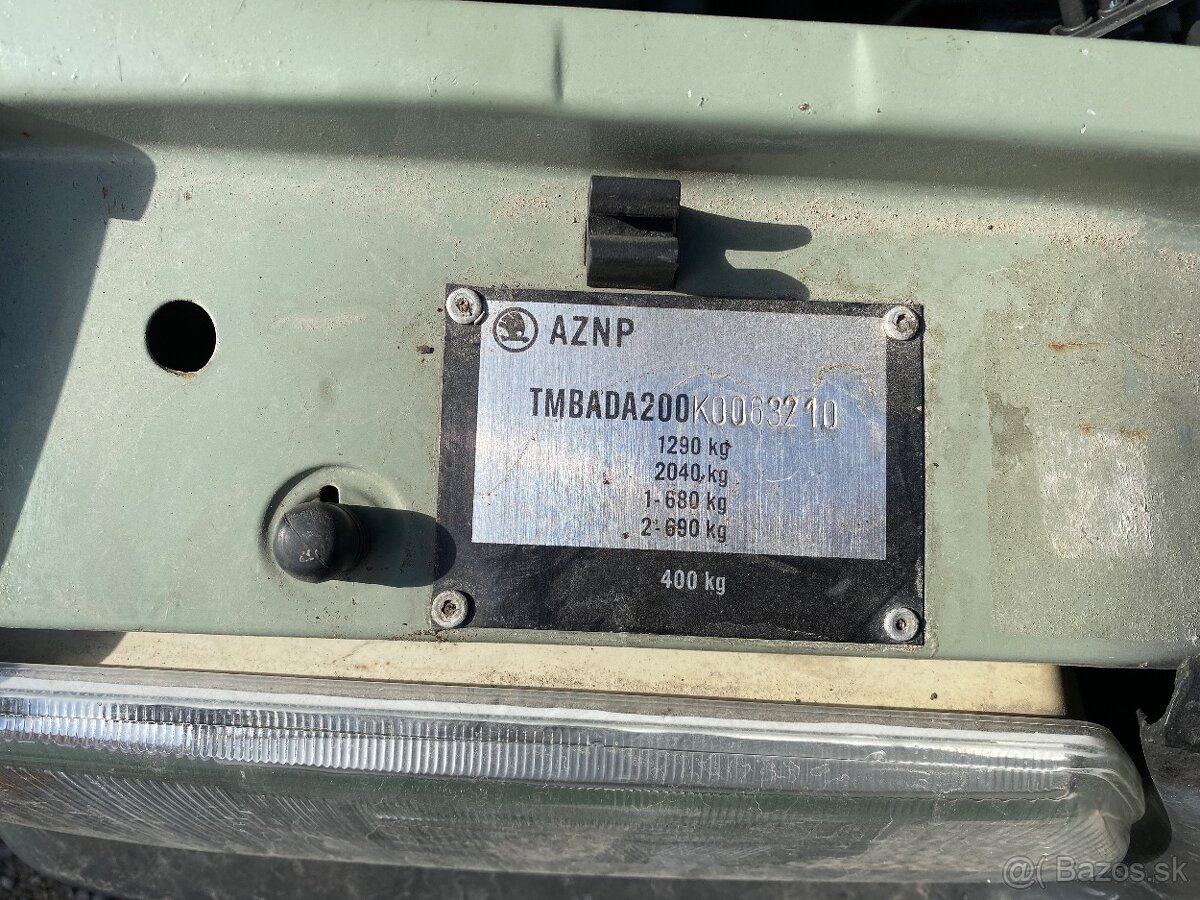 AZNP
TMBADA200K0063210
1290 kg
2040 kg
1-680 kg
2-690 kg
400 kg
@( Bazos.sk